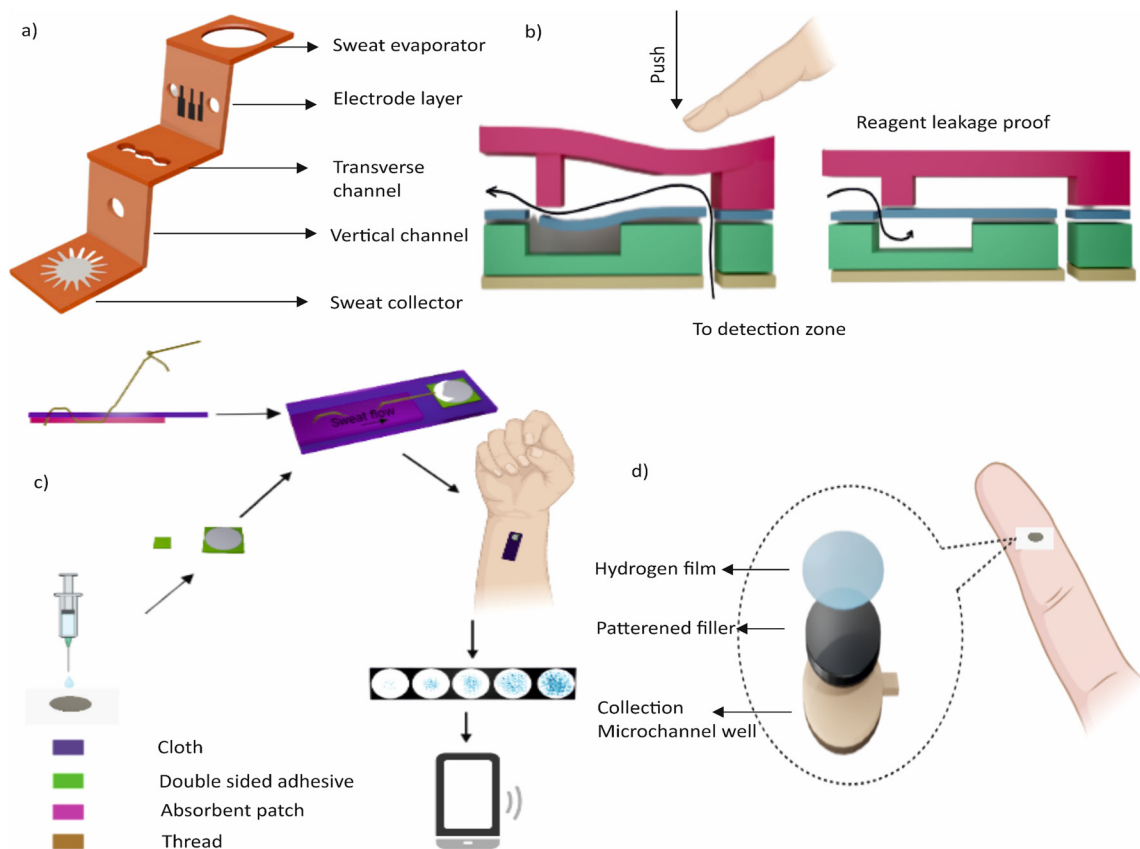 a)
Sweat evaporator
Electrode layer
Transverse
channel
Vertical channel
Sweat collector
b)
Push
Reagent leakage proof
To detection zone
c)
Sweat flow
Cloth
Double sided adhesive
Absorbent patch
Thread
d)
Hydrogen film
Patterened filler
Collection
Microchannel well